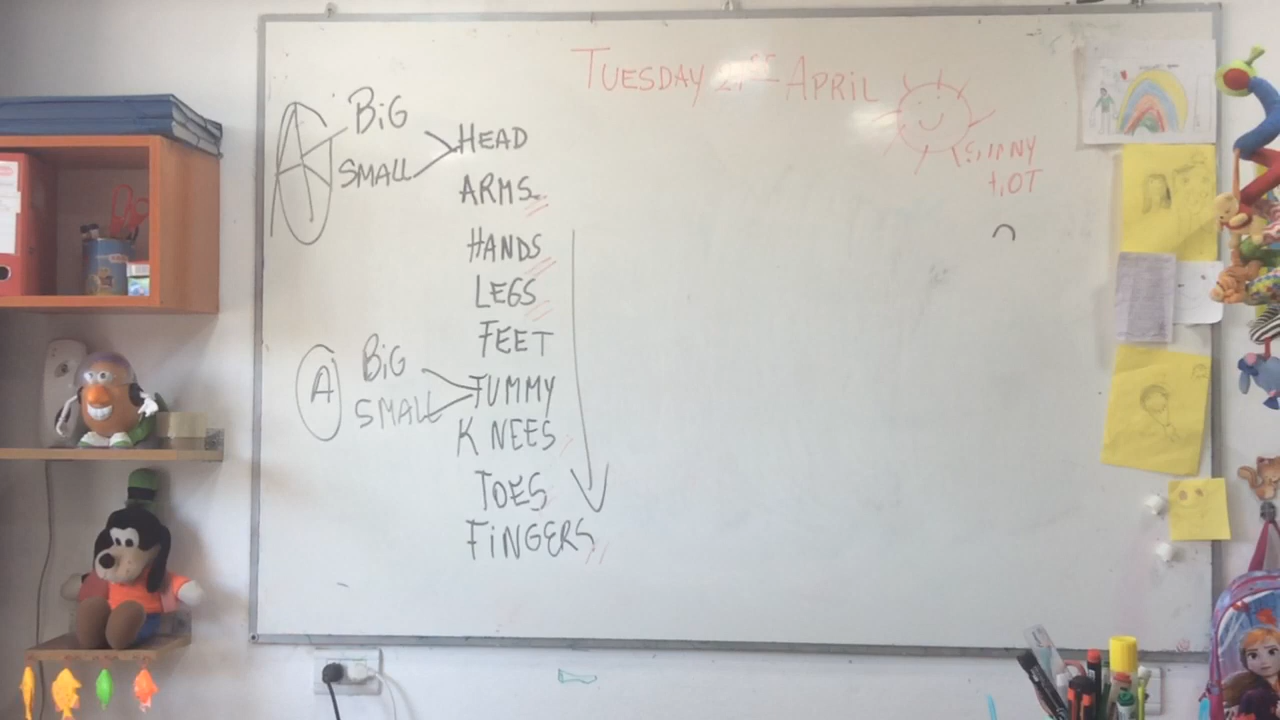 TUESDAY 21ST APRIL
SUNNY
HOT
A BiG
SMALL
HEAD
ARMS
HANDS
LEGS
FEET
A BiG
SMALL
TUMMY
KNEES
TOES
FiNGERS